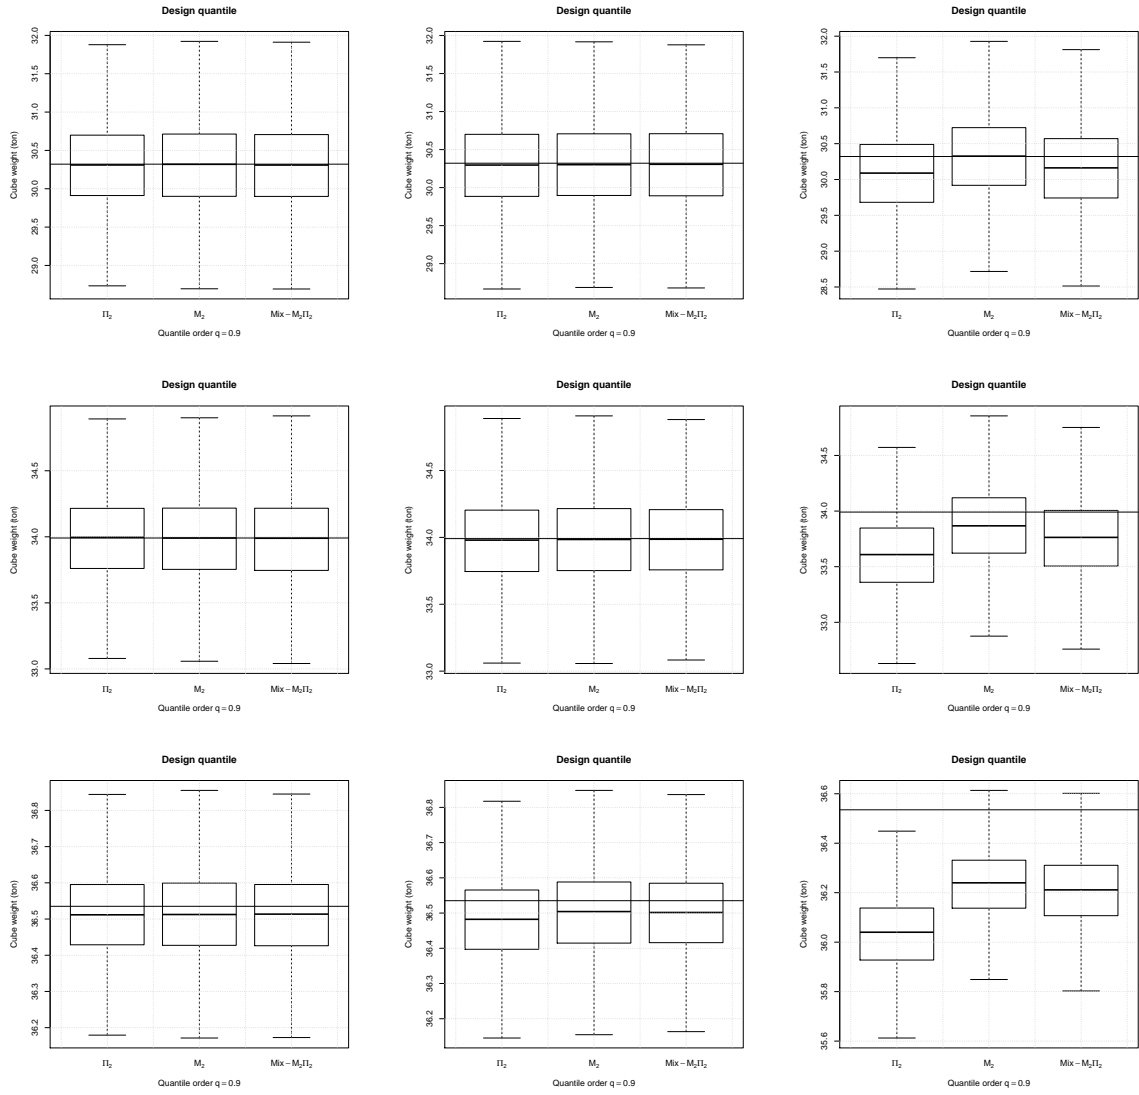 Design quantile
Cube weight (ton)
32.0
31.5
31.0
30.5
30.0
29.5
29.0
Π₂ M₂ Mix − M₂Π₂
Quantile order q = 0.9
Design quantile
Cube weight (ton)
32.0
31.5
31.0
30.5
30.0
29.5
29.0
Π₂ M₂ Mix − M₂Π₂
Quantile order q = 0.9
Design quantile
Cube weight (ton)
32.0
31.5
31.0
30.5
30.0
29.5
29.0
28.5
Π₂ M₂ Mix − M₂Π₂
Quantile order q = 0.9
Design quantile
Cube weight (ton)
34.5
34.0
33.5
33.0
Π₂ M₂ Mix − M₂Π₂
Quantile order q = 0.9
Design quantile
Cube weight (ton)
34.5
34.0
33.5
33.0
Π₂ M₂ Mix − M₂Π₂
Quantile order q = 0.9
Design quantile
Cube weight (ton)
34.5
34.0
33.5
33.0
Π₂ M₂ Mix − M₂Π₂
Quantile order q = 0.9
Design quantile
Cube weight (ton)
36.8
36.7
36.6
36.5
36.4
36.3
36.2
Π₂ M₂ Mix − M₂Π₂
Quantile order q = 0.9
Design quantile
Cube weight (ton)
36.8
36.7
36.6
36.5
36.4
36.3
36.2
Π₂ M₂ Mix − M₂Π₂
Quantile order q = 0.9
Design quantile
Cube weight (ton)
36.6
36.4
36.2
36.0
35.8
35.6
Π₂ M₂ Mix − M₂Π₂
Quantile order q = 0.9